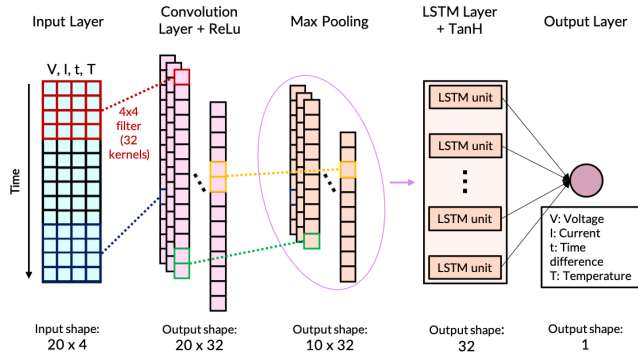 Input Layer
Convolution
Layer + ReLu
Max Pooling
LSTM Layer
+ TanH
Output Layer
V, I, t, T
4x4
filter
(32
kernels)
Time
LSTM unit
LSTM unit
LSTM unit
LSTM unit
V: Voltage
I: Current
t: Time
difference
T: Temperature
Input shape:
20 x 4
Output shape:
20 x 32
Output shape:
10 x 32
Output shape:
32
Output shape:
1